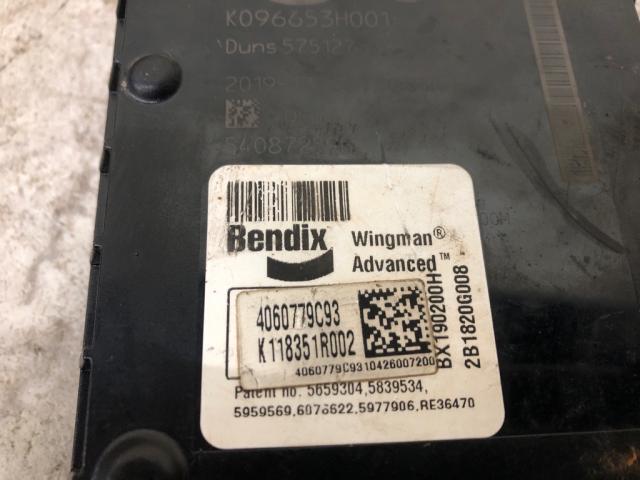 K096653H001
Duns 575127
2019
540872
Bendix
Wingman®
Advanced™
4060779C93
K118351R002
4060779C9310426007200
BX190200H
2B1820G008
Patent no. 5659304,5839534,
5959569,6076622,5977906,RE36470